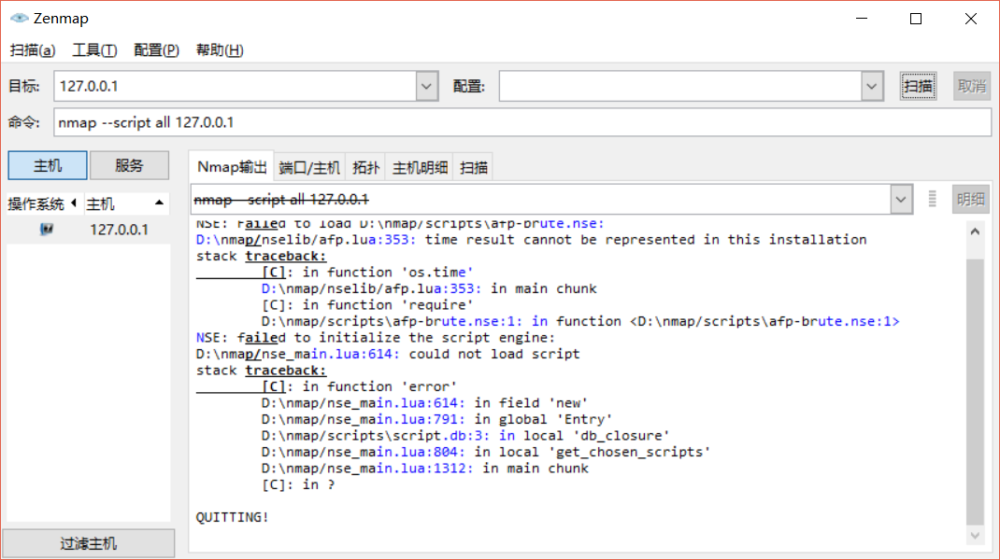 Zenmap
扫描(a) 工具(T) 配置(P) 帮助(H)
目标: 127.0.0.1 配置: 扫描 取消
命令: nmap --script all 127.0.0.1
主机 服务 Nmap输出 端口/主机 拓扑 主机明细 扫描
操作系统 主机
127.0.0.1
nmap --script all 127.0.0.1 明细
NSE: Failed to load D:\nmap/scripts\afp-brute.nse:
D:\nmap/nselib/afp.lua:353: time result cannot be represented in this installation
stack traceback:
[C]: in function 'os.time'
D:\nmap/nselib/afp.lua:353: in main chunk
[C]: in function 'require'
D:\nmap/scripts\afp-brute.nse:1: in function <D:\nmap/scripts\afp-brute.nse:1>
NSE: failed to initialize the script engine:
D:\nmap/nse_main.lua:614: could not load script
stack traceback:
[C]: in function 'error'
D:\nmap/nse_main.lua:614: in field 'new'
D:\nmap/nse_main.lua:791: in global 'Entry'
D:\nmap/scripts\script.db:3: in local 'db_closure'
D:\nmap/nse_main.lua:804: in local 'get_chosen_scripts'
D:\nmap/nse_main.lua:1312: in main chunk
[C]: in ?
QUITTING!
过滤主机